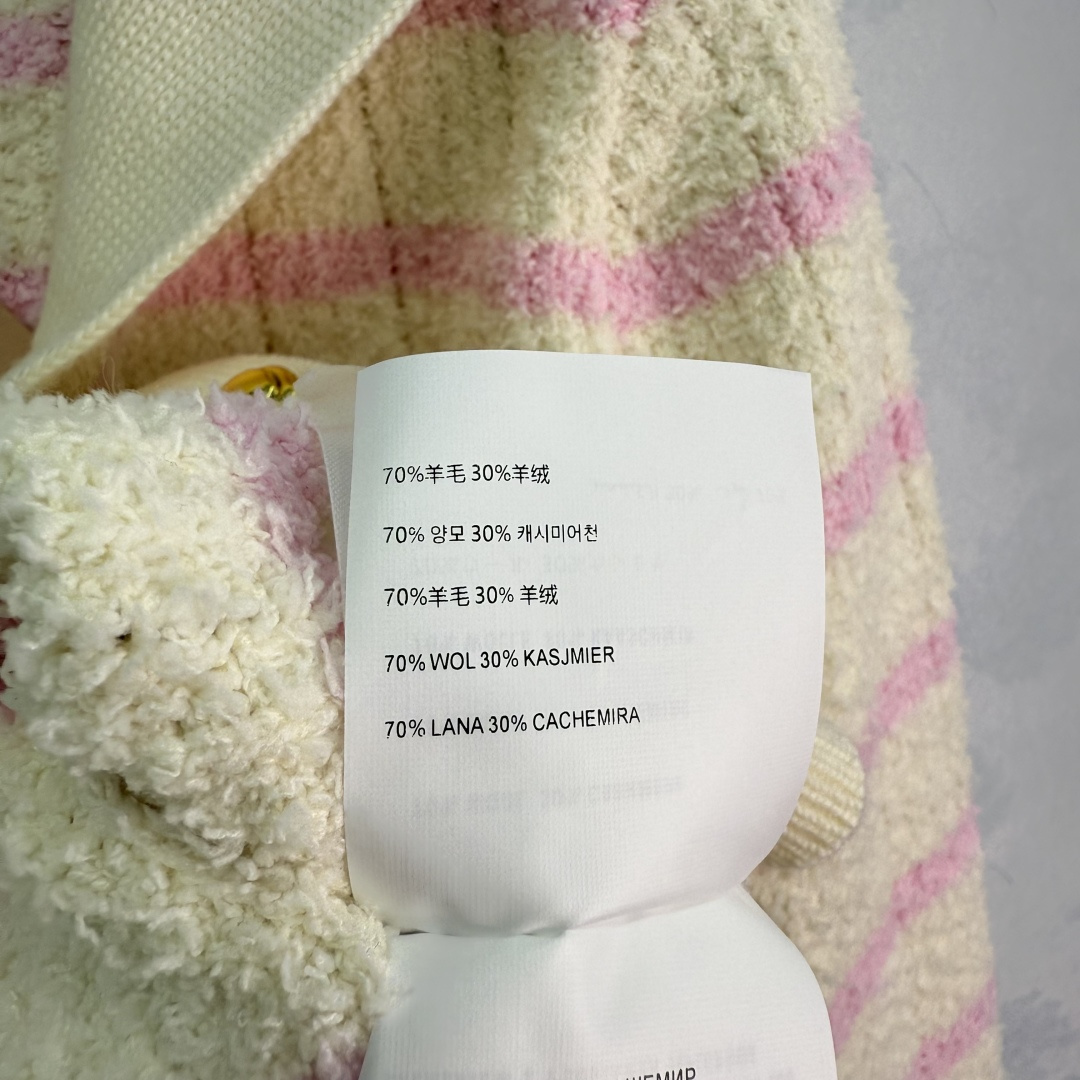 70%羊毛 30%羊绒
70% 양모 30% 캐시미어천
70%羊毛 30% 羊绒
70% WOL 30% KASJMIER
70% LANA 30% CACHEMIRA